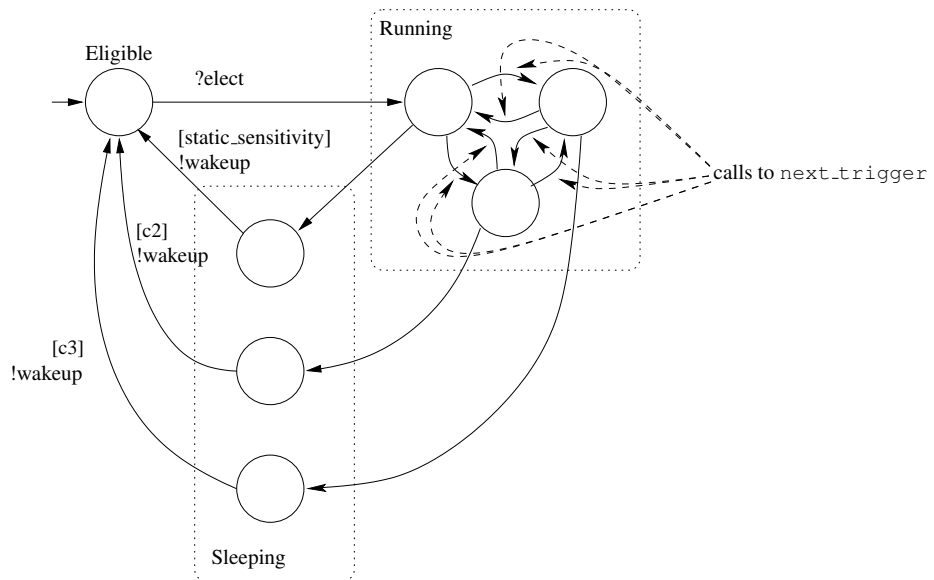 Running
Eligible
?elect
[static_sensitivity]
!wakeup
calls to next_trigger
[c2]
!wakeup
[c3]
!wakeup
Sleeping